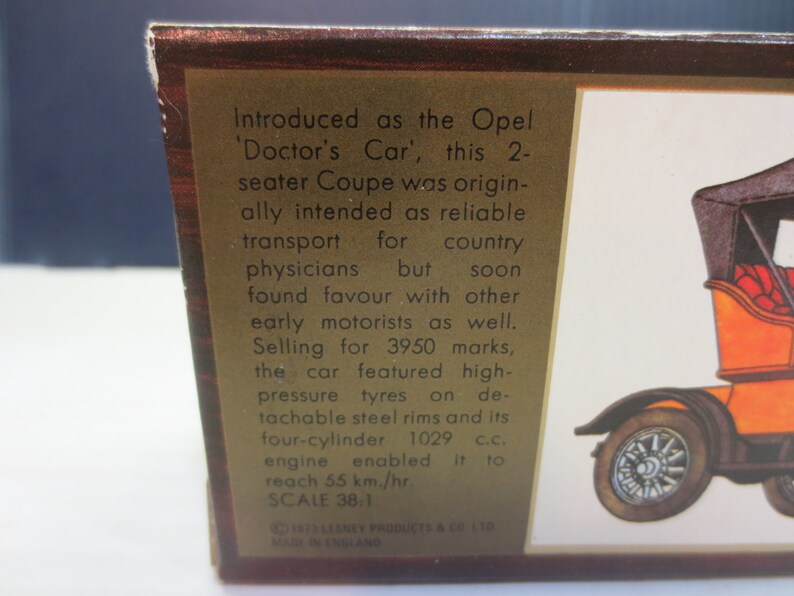 Introduced as the Opel
'Doctor's Car', this 2-
seater Coupe was origin-
ally intended as reliable
transport for country
physicians but soon
found favour with other
early motorists as well.
Selling for 3950 marks,
the car featured high-
pressure tyres on de-
tachable steel rims and its
four-cylinder 1029 c.c.
engine enabled it to
reach 55 km./hr.
SCALE 38:1
© 1973 LESNEY PRODUCTS & CO. LTD.
MADE IN ENGLAND